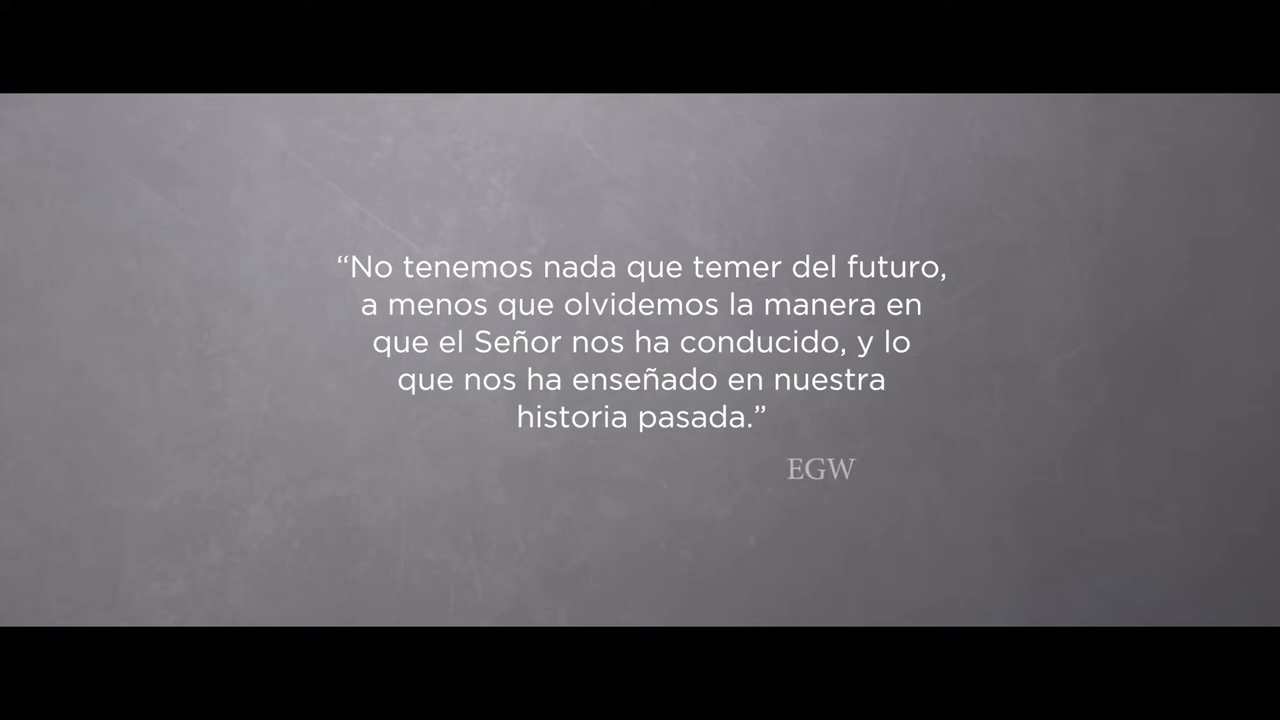 “No tenemos nada que temer del futuro,
a menos que olvidemos la manera en
que el Señor nos ha conducido, y lo
que nos ha enseñado en nuestra
historia pasada.”
EGW